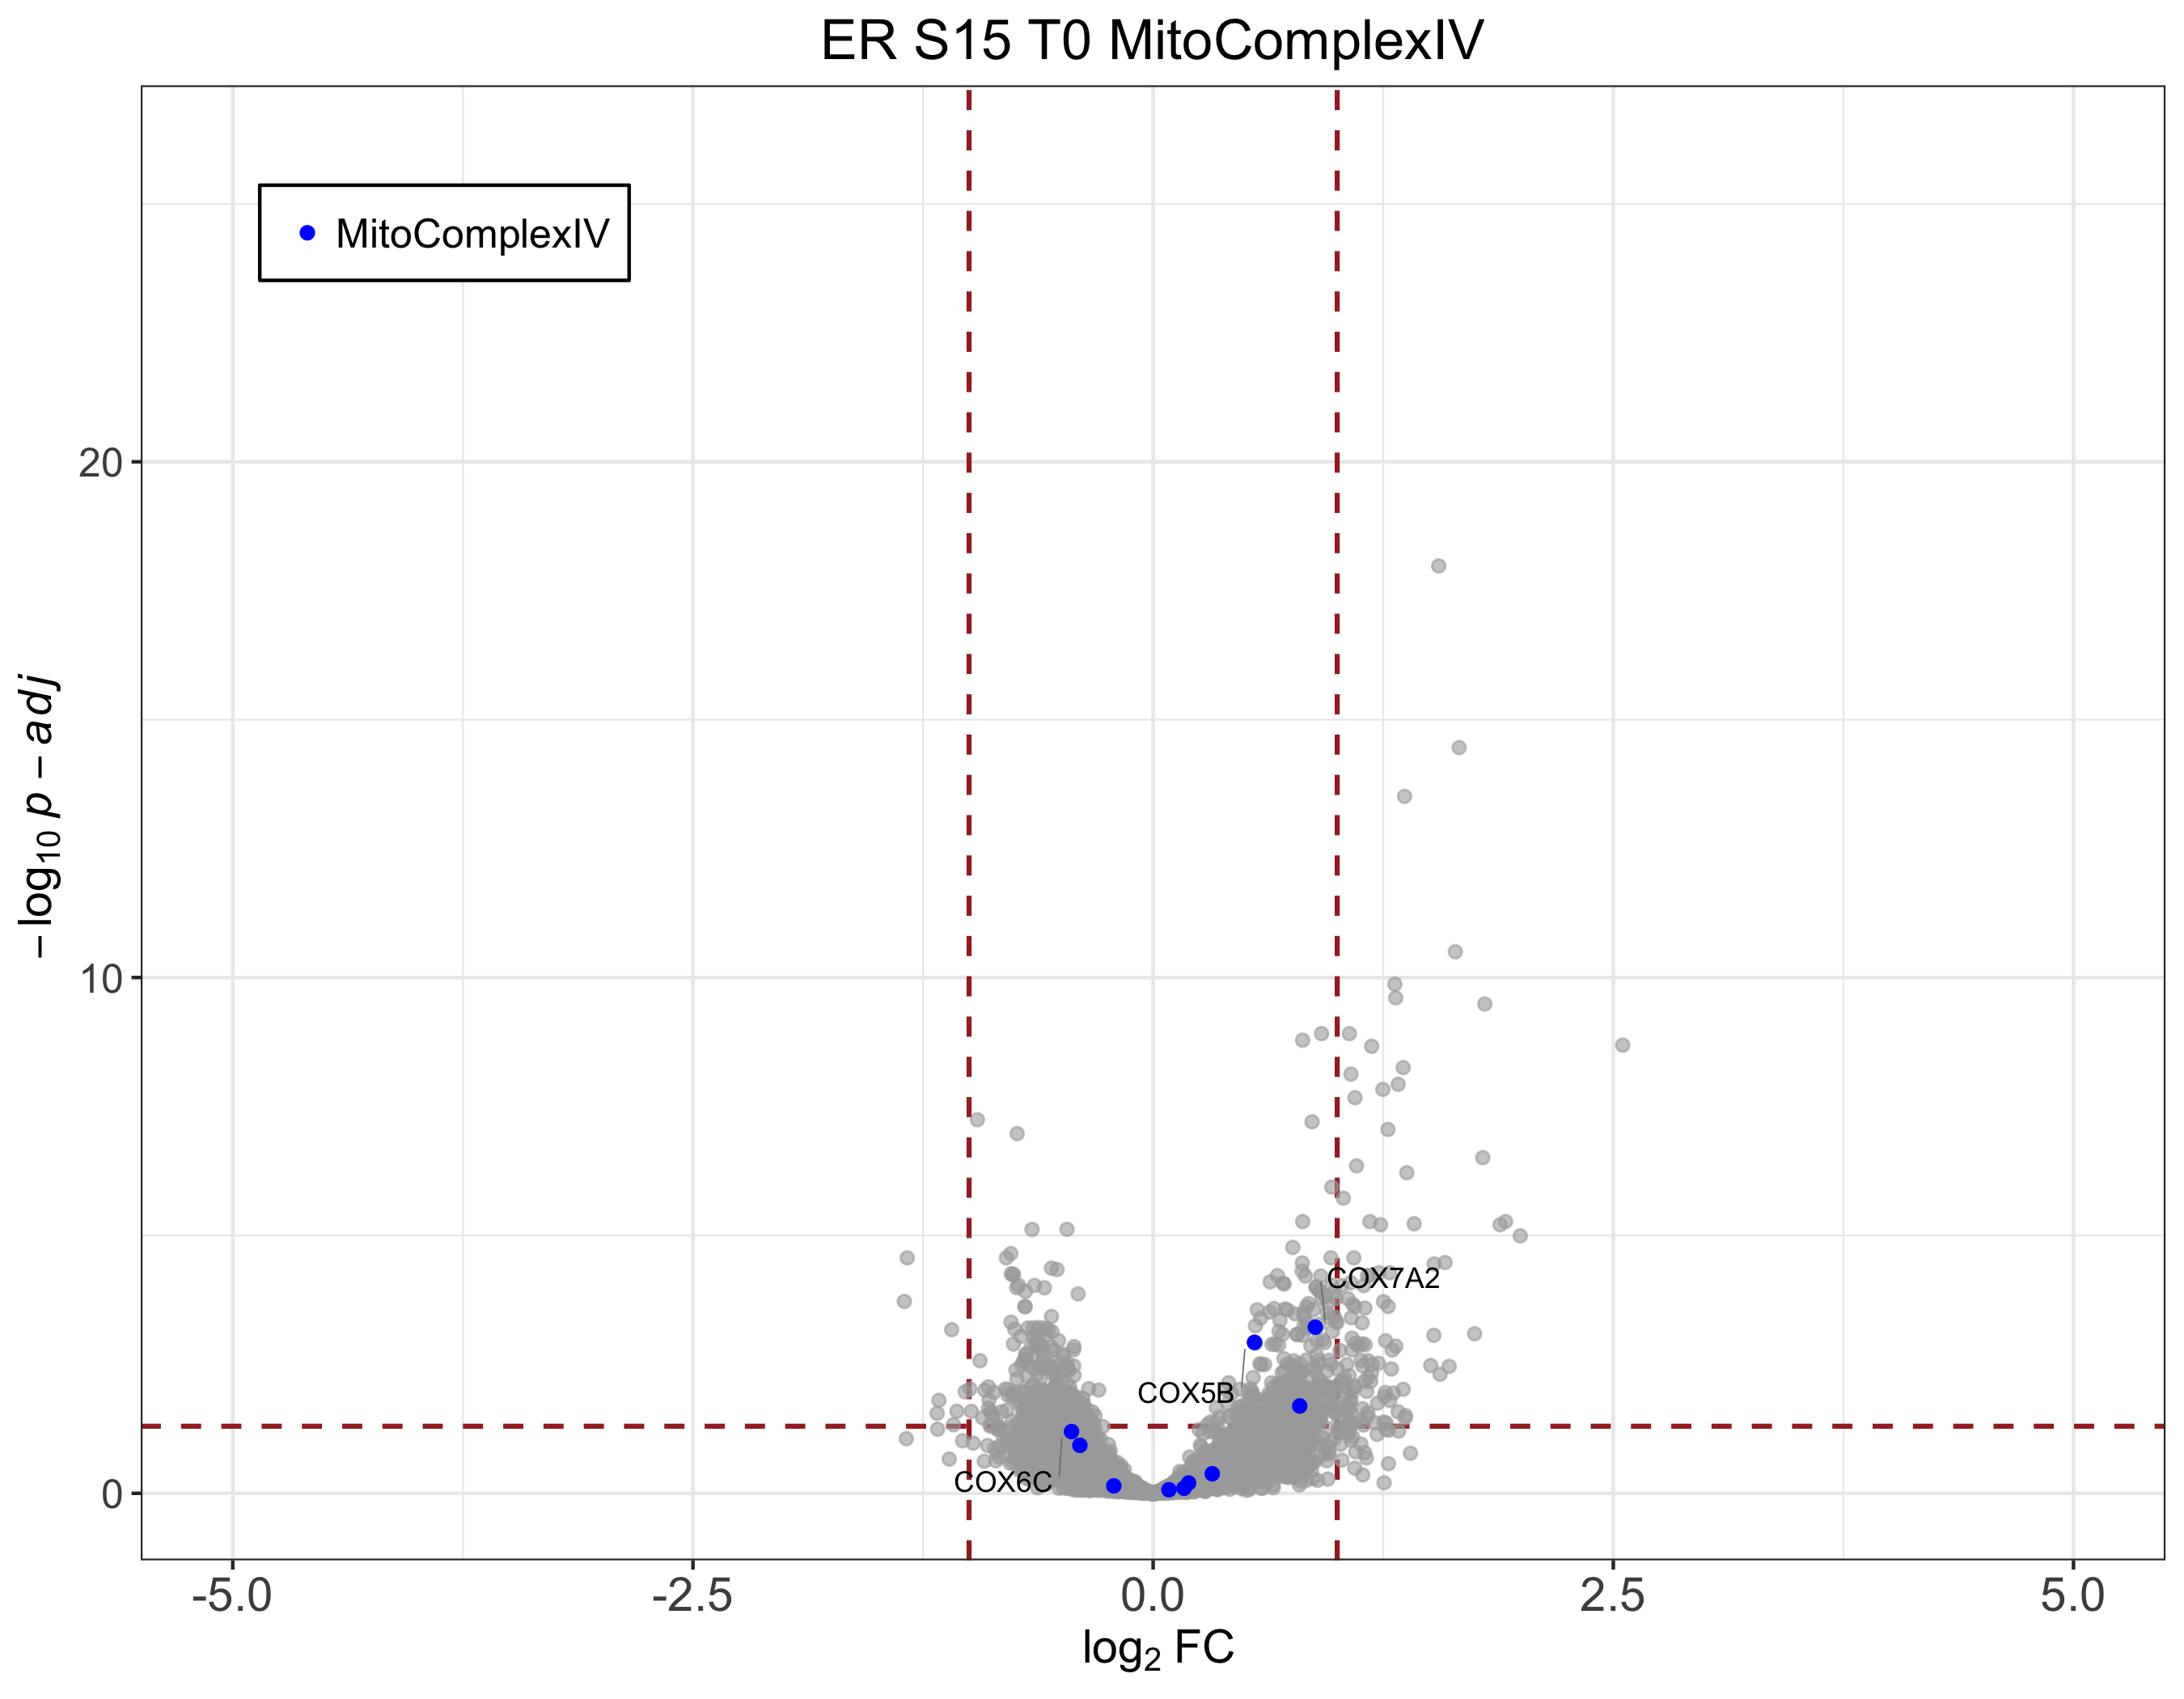 ER S15 T0 MitoComplexIV
MitoComplexIV
20
10
0
−log10 p − adj
COX7A2
COX5B
COX6C
-5.0 -2.5 0.0 2.5 5.0
log2 FC